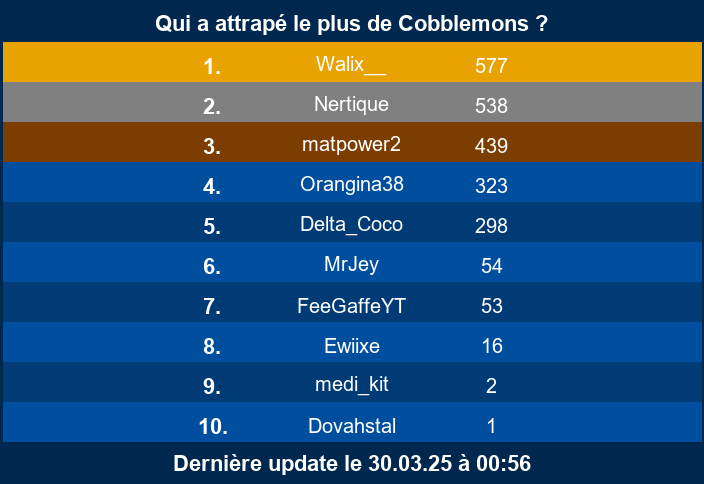 Qui a attrapé le plus de Cobblemons ?
1. Walix__ 577
2. Nertique 538
3. matpower2 439
4. Orangina38 323
5. Delta_Coco 298
6. MrJey 54
7. FeeGaffeYT 53
8. Ewiixe 16
9. medi_kit 2
10. Dovahstal 1
Dernière update le 30.03.25 à 00:56